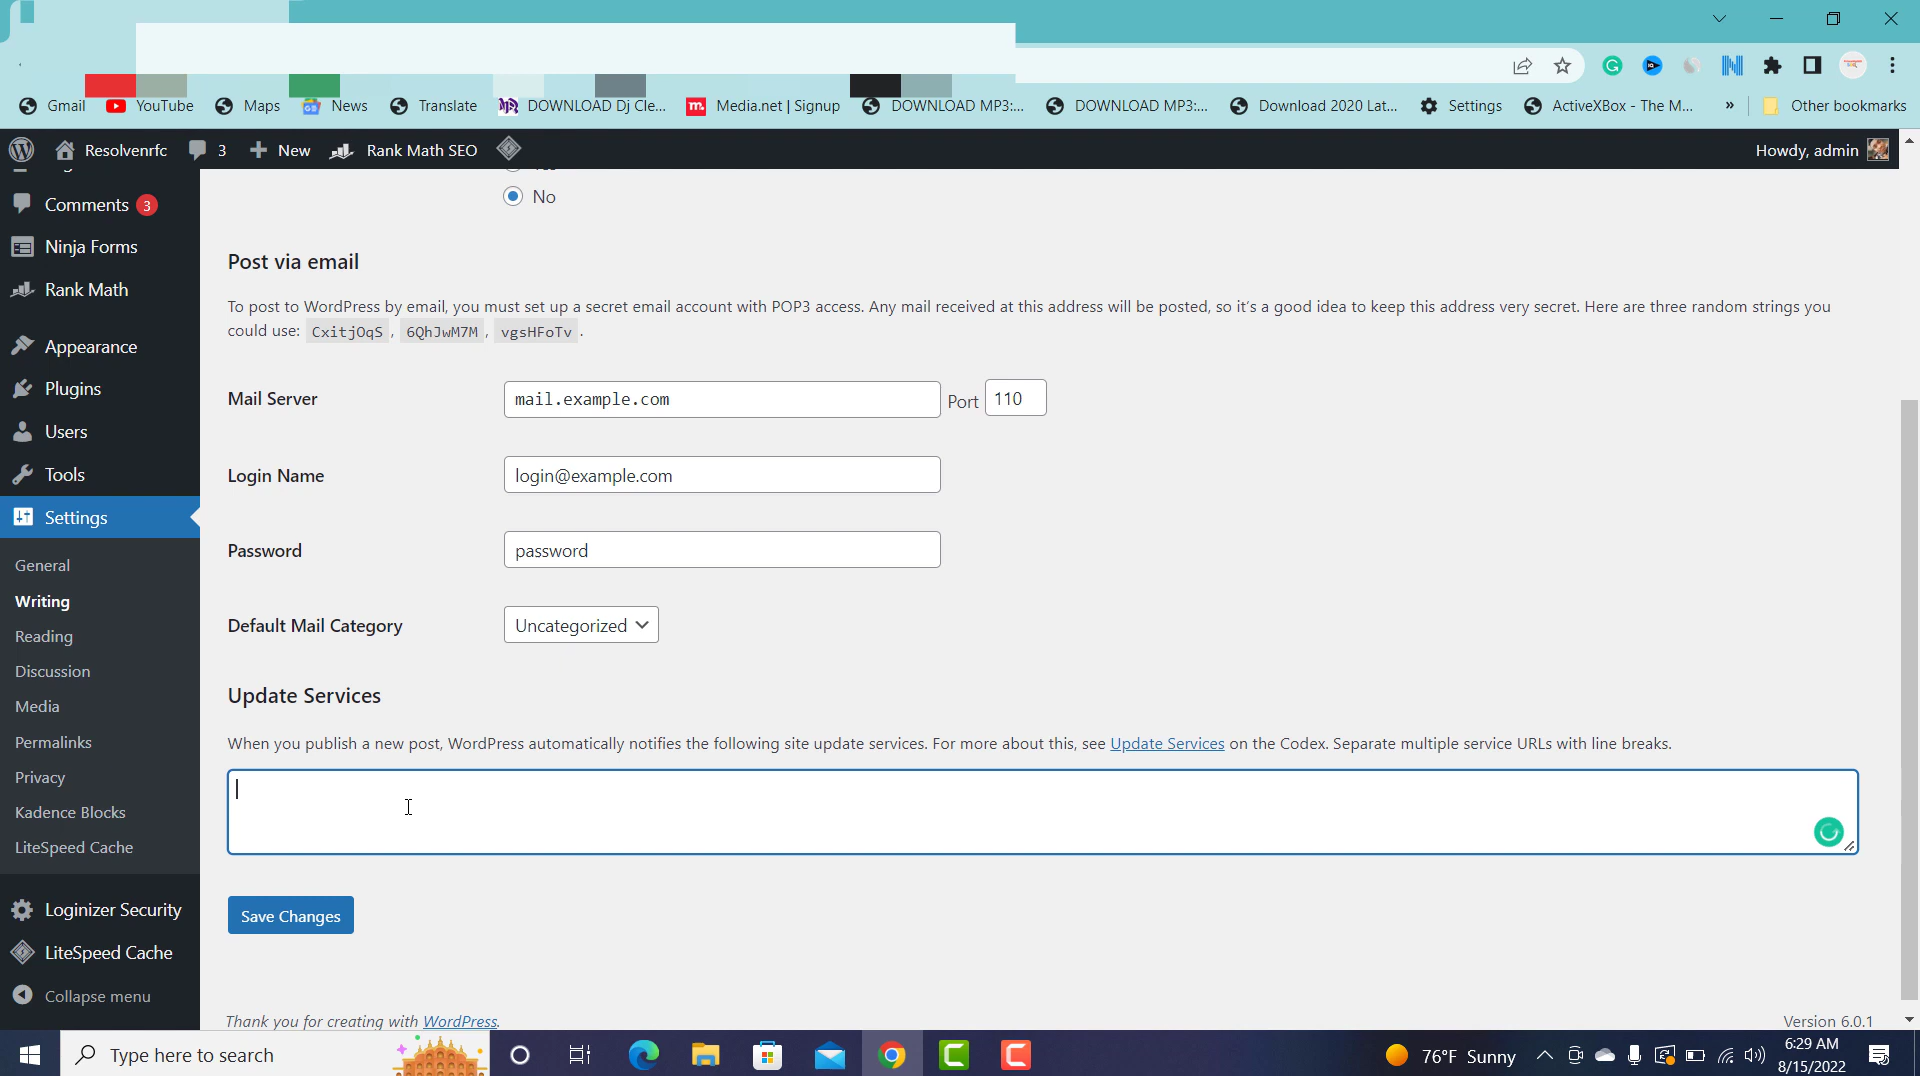 Gmail YouTube Maps News Translate DOWNLOAD Dj Cle... Media.net | Signup DOWNLOAD MP3:... DOWNLOAD MP3:... Download 2020 Lat... Settings ActiveXBox - The M... » Other bookmarks
Resolvenrfc 3 New Rank Math SEO Howdy, admin
Comments 3
Ninja Forms
Rank Math
Appearance
Plugins
Users
Tools
Settings
General
Writing
Reading
Discussion
Media
Permalinks
Privacy
Kadence Blocks
LiteSpeed Cache
Loginizer Security
LiteSpeed Cache
Collapse menu
No
Post via email
To post to WordPress by email, you must set up a secret email account with POP3 access. Any mail received at this address will be posted, so it's a good idea to keep this address very secret. Here are three random strings you
could use: CxitjOqS , 6QhJwM7M , vgsHFoTv .
Mail Server mail.example.com Port 110
Login Name login@example.com
Password password
Default Mail Category Uncategorized
Update Services
When you publish a new post, WordPress automatically notifies the following site update services. For more about this, see Update Services on the Codex. Separate multiple service URLs with line breaks.
Save Changes
Thank you for creating with WordPress. Version 6.0.1
Type here to search 76°F Sunny 6:29 AM
8/15/2022